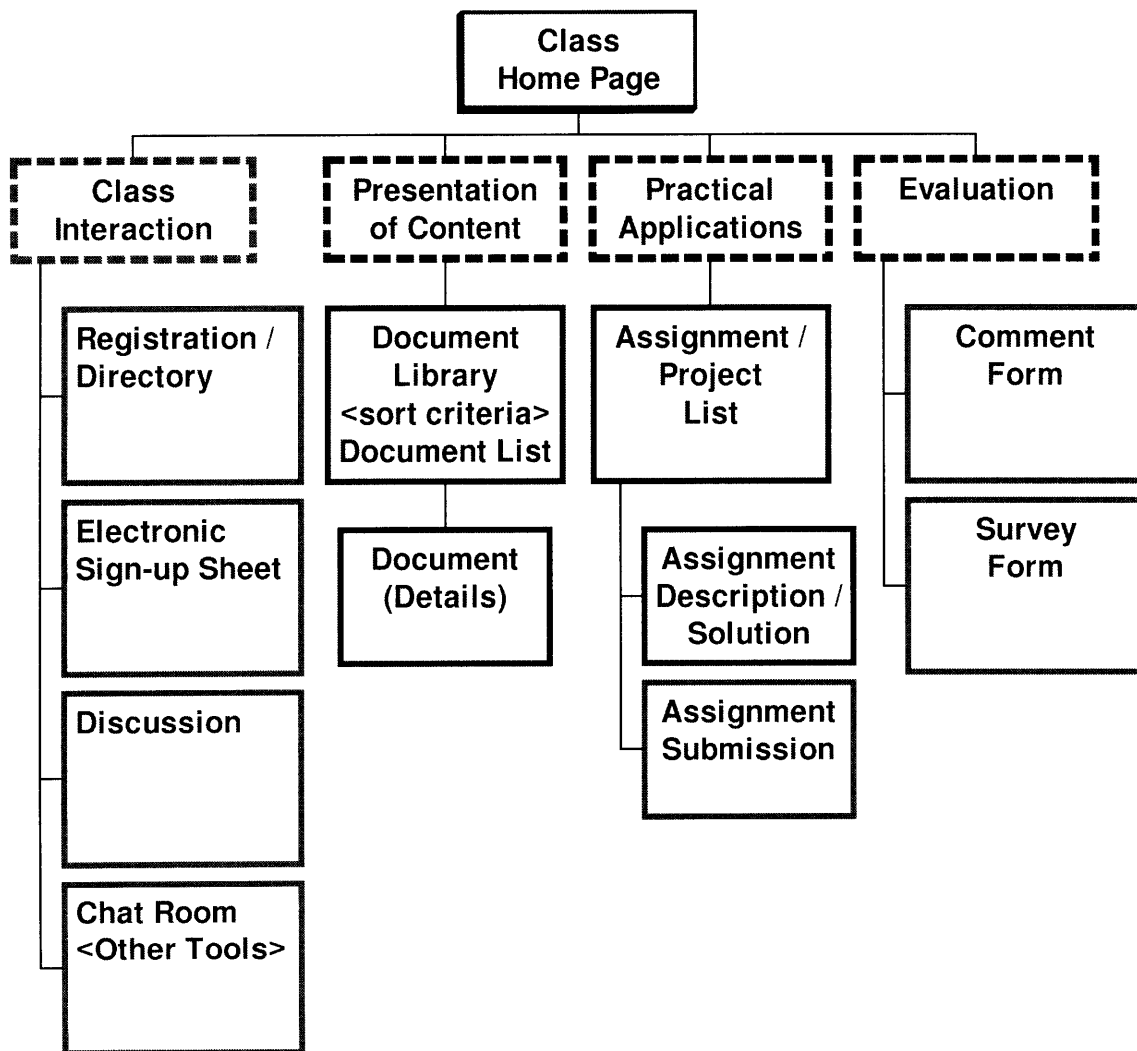 Class
Home Page
Class
Interaction
Presentation
of Content
Practical
Applications
Evaluation
Registration /
Directory
Electronic
Sign-up Sheet
Discussion
Chat Room
<Other Tools>
Document
Library
<sort criteria>
Document List
Document
(Details)
Assignment /
Project
List
Assignment
Description /
Solution
Assignment
Submission
Comment
Form
Survey
Form